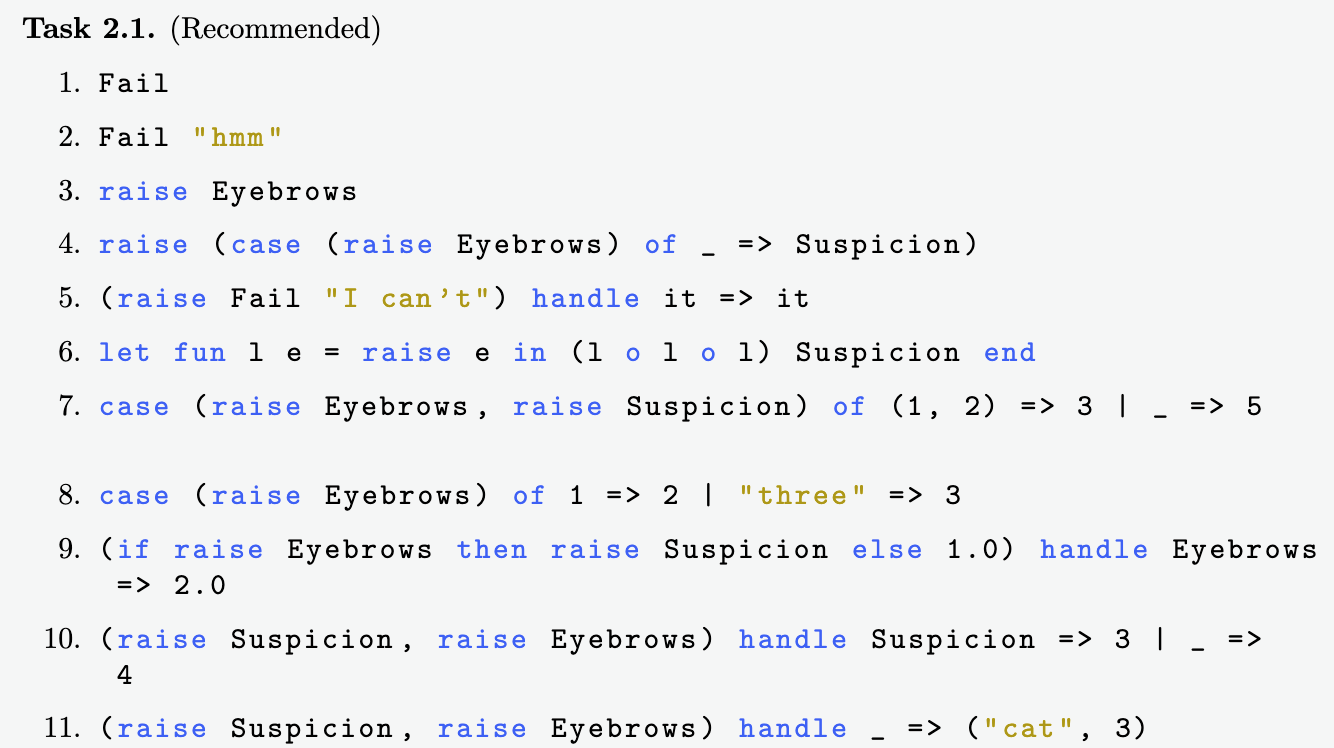 Task 2.1. (Recommended)
1. Fail
2. Fail "hmm"
3. raise Eyebrows
4. raise (case (raise Eyebrows) of _ => Suspicion)
5. (raise Fail "I can't") handle it => it
6. let fun l e = raise e in (l o l o l) Suspicion end
7. case (raise Eyebrows, raise Suspicion) of (1, 2) => 3 | _ => 5
8. case (raise Eyebrows) of 1 => 2 | "three" => 3
9. (if raise Eyebrows then raise Suspicion else 1.0) handle Eyebrows
=> 2.0
10. (raise Suspicion, raise Eyebrows) handle Suspicion => 3 | _ =>
4
11. (raise Suspicion, raise Eyebrows) handle _ => ("cat", 3)